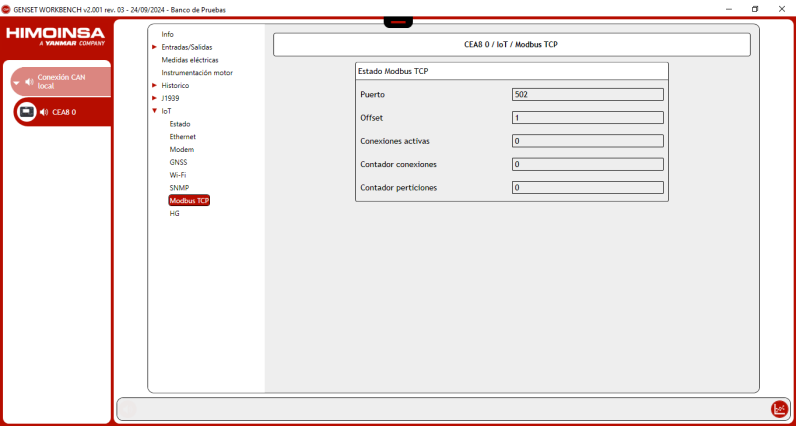 GENSET WORKBENCH v2.001 rev. 03 - 24/09/2024 - Banco de Pruebas
HIMOINSA
A YANMAR COMPANY
Conexión CAN
local
CEA8 0
Info
Entradas/Salidas
Medidas eléctricas
Instrumentación motor
Historico
J1939
IoT
Estado
Ethernet
Modem
GNSS
Wi-Fi
SNMP
Modbus TCP
HG
CEA8 0 / IoT / Modbus TCP
Estado Modbus TCP
Puerto 502
Offset 1
Conexiones activas 0
Contador conexiones 0
Contador perticiones 0